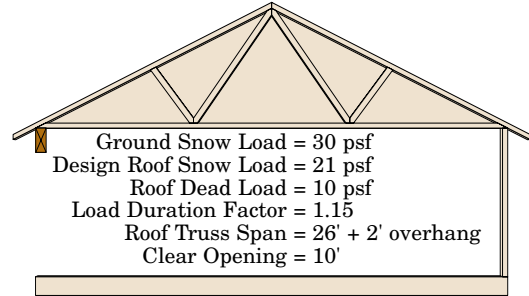 Ground Snow Load = 30 psf
Design Roof Snow Load = 21 psf
Roof Dead Load = 10 psf
Load Duration Factor = 1.15
Roof Truss Span = 26' + 2' overhang
Clear Opening = 10'